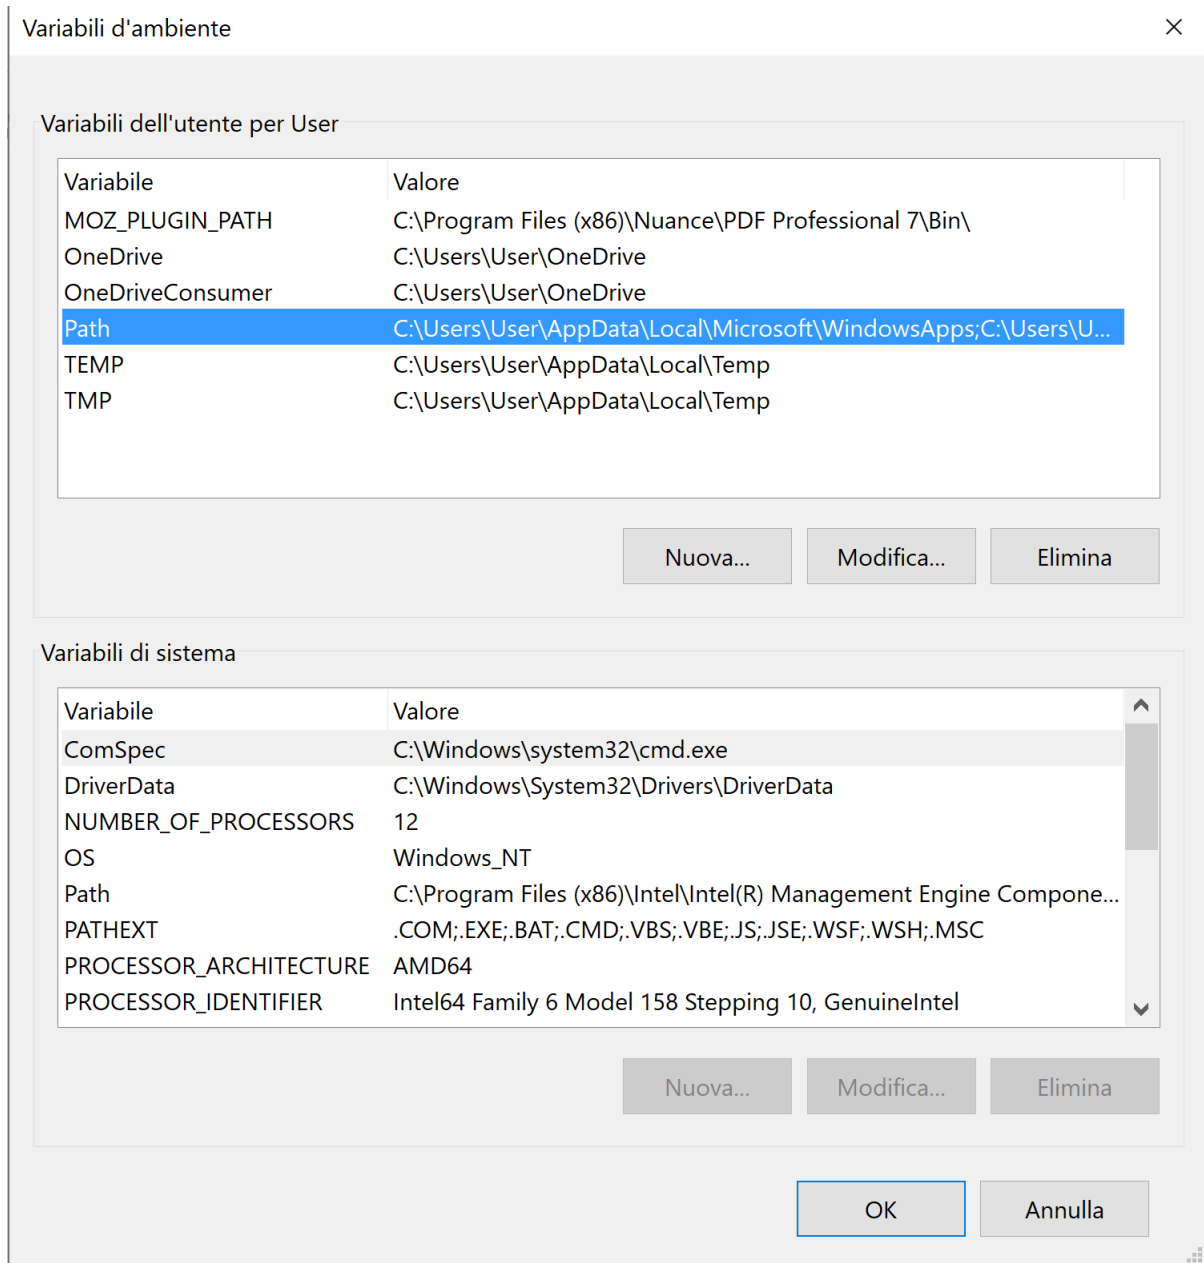 Variabili d'ambiente
Variabili dell'utente per User
Variabile Valore
MOZ_PLUGIN_PATH C:\Program Files (x86)\Nuance\PDF Professional 7\Bin\
OneDrive C:\Users\User\OneDrive
OneDriveConsumer C:\Users\User\OneDrive
Path C:\Users\User\AppData\Local\Microsoft\WindowsApps;C:\Users\U...
TEMP C:\Users\User\AppData\Local\Temp
TMP C:\Users\User\AppData\Local\Temp
Nuova... Modifica... Elimina
Variabili di sistema
Variabile Valore
ComSpec C:\Windows\system32\cmd.exe
DriverData C:\Windows\System32\Drivers\DriverData
NUMBER_OF_PROCESSORS 12
OS Windows_NT
Path C:\Program Files (x86)\Intel\Intel(R) Management Engine Compone...
PATHEXT .COM;.EXE;.BAT;.CMD;.VBS;.VBE;.JS;.JSE;.WSF;.WSH;.MSC
PROCESSOR_ARCHITECTURE AMD64
PROCESSOR_IDENTIFIER Intel64 Family 6 Model 158 Stepping 10, GenuineIntel
Nuova... Modifica... Elimina
OK Annulla